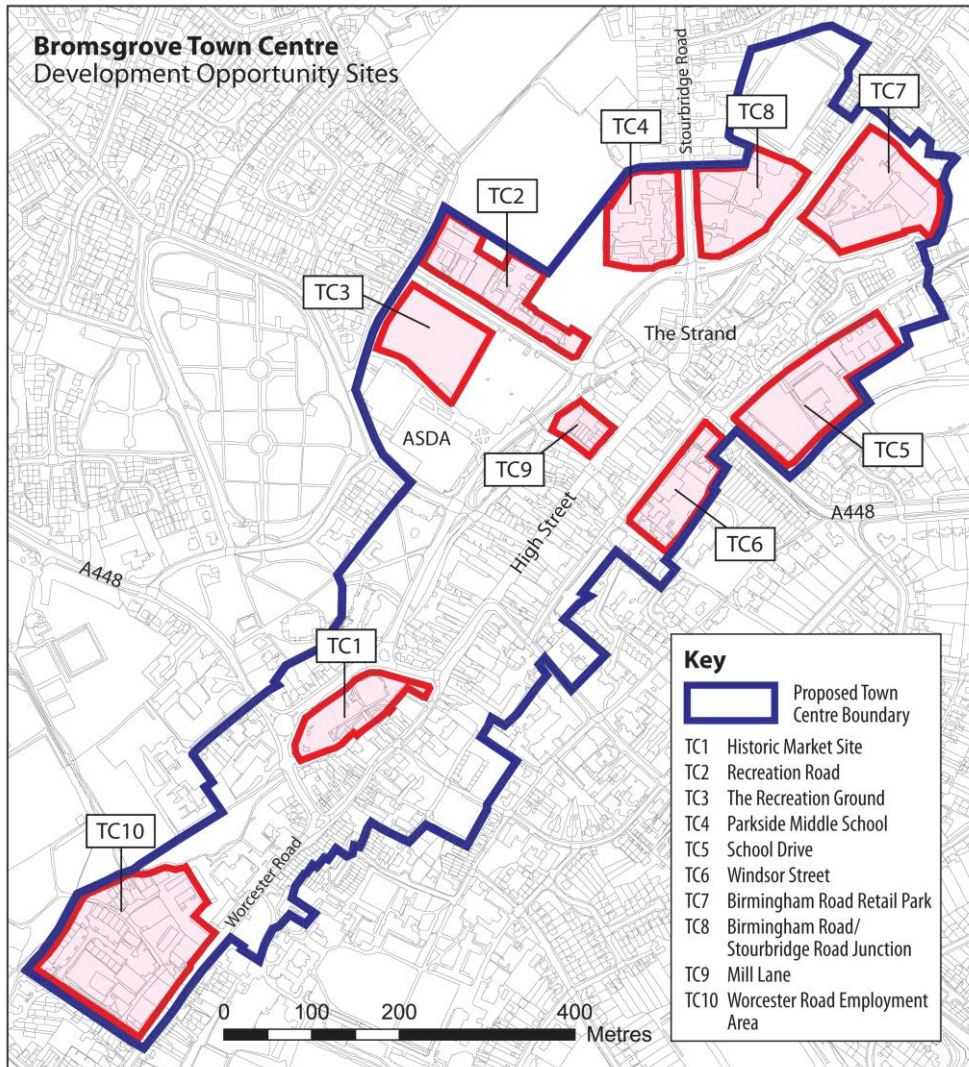 Bromsgrove Town Centre
Development Opportunity Sites
Stourbridge Road
TC7
TC8
TC4
TC2
TC3
The Strand
ASDA
TC9
TC5
High Street
A448
TC6
A448
TC1
TC10
Worcester Road
Key
Proposed Town
Centre Boundary
TC1 Historic Market Site
TC2 Recreation Road
TC3 The Recreation Ground
TC4 Parkside Middle School
TC5 School Drive
TC6 Windsor Street
TC7 Birmingham Road Retail Park
TC8 Birmingham Road/
Stourbridge Road Junction
TC9 Mill Lane
TC10 Worcester Road Employment
Area
0 100 200 400
Metres